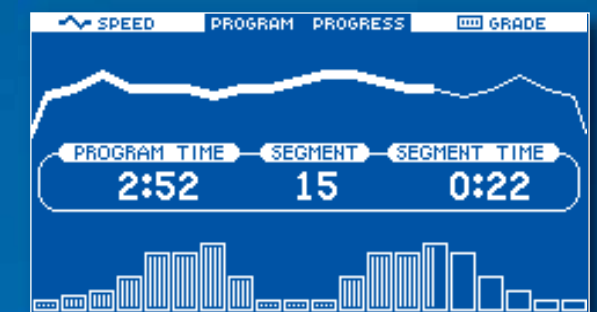 SPEED PROGRAM PROGRESS GRADE
PROGRAM TIME SEGMENT SEGMENT TIME
2:52 15 0:22